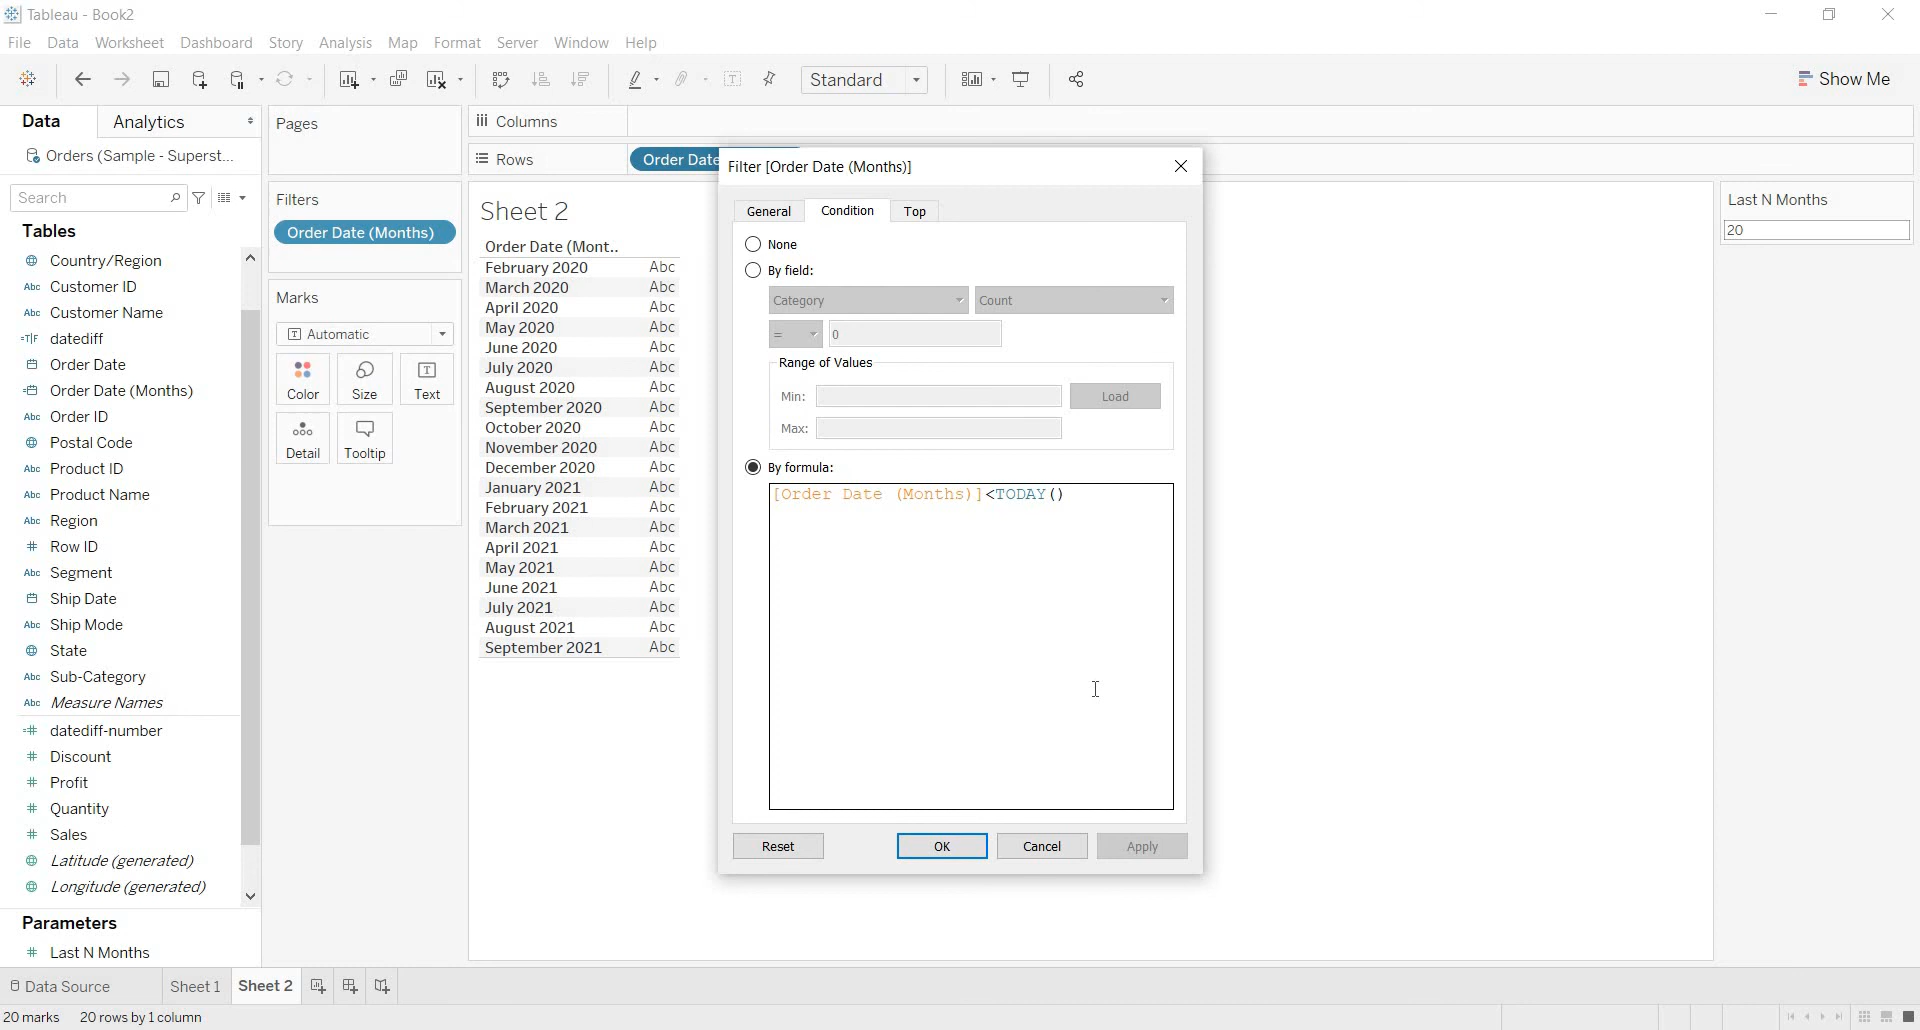 Tableau - Book2
File Data Worksheet Dashboard Story Analysis Map Format Server Window Help
Standard
Show Me
Data
Analytics
Orders (Sample - Superst...
Search
Tables
Country/Region
Abc Customer ID
Abc Customer Name
=T|F datediff
Order Date
Order Date (Months)
Abc Order ID
Postal Code
Abc Product ID
Abc Product Name
Abc Region
# Row ID
Abc Segment
Ship Date
Abc Ship Mode
State
Abc Sub-Category
Abc Measure Names
=# datediff-number
# Discount
# Profit
# Quantity
# Sales
Latitude (generated)
Longitude (generated)
Parameters
# Last N Months
Pages
Filters
Order Date (Months)
Marks
Automatic
Color Size Text
Detail Tooltip
Columns
Rows
Order Date
Sheet 2
Order Date (Mont..
February 2020 Abc
March 2020 Abc
April 2020 Abc
May 2020 Abc
June 2020 Abc
July 2020 Abc
August 2020 Abc
September 2020 Abc
October 2020 Abc
November 2020 Abc
December 2020 Abc
January 2021 Abc
February 2021 Abc
March 2021 Abc
April 2021 Abc
May 2021 Abc
June 2021 Abc
July 2021 Abc
August 2021 Abc
September 2021 Abc
Filter [Order Date (Months)]
General Condition Top
None
By field:
Category Count
= 0
Range of Values
Min: Load
Max:
By formula:
[Order Date (Months)]<TODAY()
Reset OK Cancel Apply
Last N Months
20
Data Source Sheet 1 Sheet 2
20 marks 20 rows by 1 column